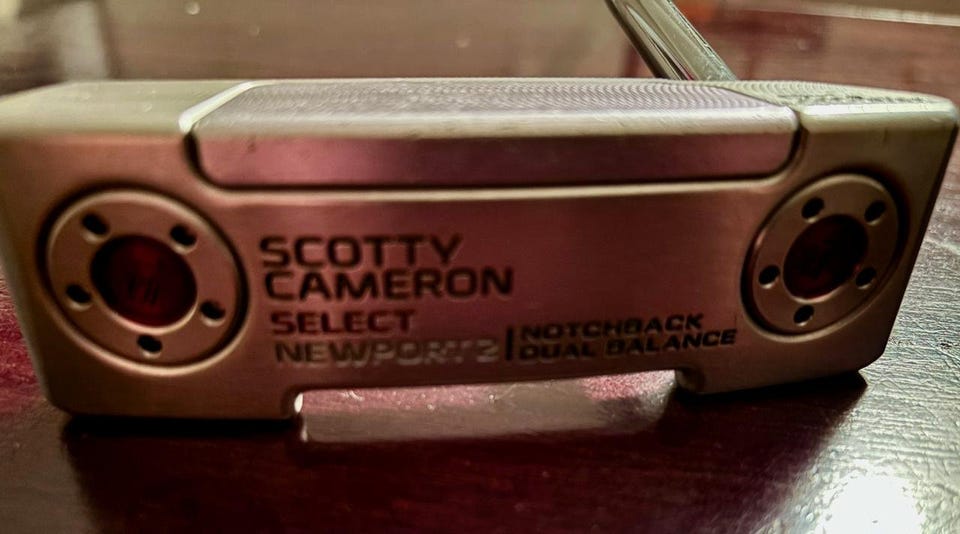 SCOTTY
CAMERON
SELECT
NEWPORT 2 | NOTCHBACK
DUAL BALANCE